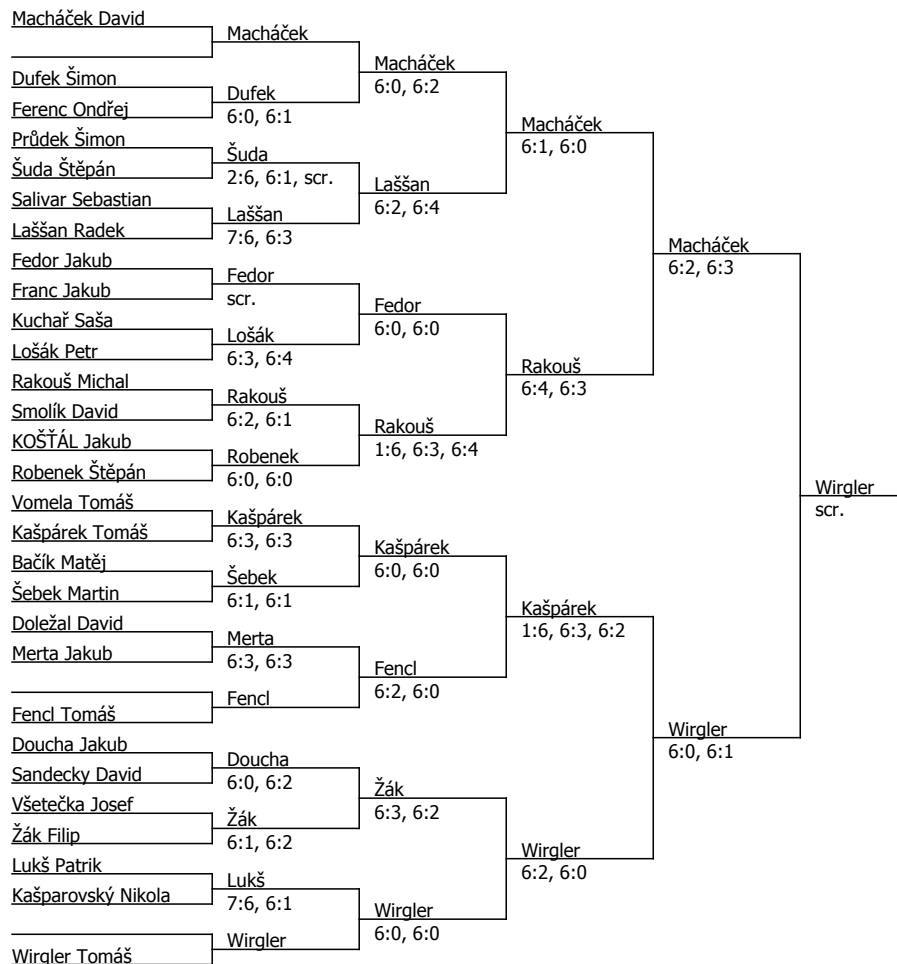 Macháček David
Dufek Šimon
Ferenc Ondřej
Průdek Šimon
Šuda Štěpán
Salivar Sebastian
Laššan Radek
Fedor Jakub
Franc Jakub
Kuchař Saša
Lošák Petr
Rakouš Michal
Smolík David
KOŠŤÁL Jakub
Robenek Štěpán
Vomela Tomáš
Kašpárek Tomáš
Bačík Matěj
Šebek Martin
Doležal David
Merta Jakub
Fencl Tomáš
Doucha Jakub
Sandecky David
Všetečka Josef
Žák Filip
Lukš Patrik
Kašparovský Nikola
Wirgler Tomáš
Macháček
Dufek
6:0, 6:1
Šuda
2:6, 6:1, scr.
Laššan
7:6, 6:3
Fedor
scr.
Lošák
6:3, 6:4
Rakouš
6:2, 6:1
Robenek
6:0, 6:0
Kašpárek
6:3, 6:3
Šebek
6:1, 6:1
Merta
6:3, 6:3
Fencl
Doucha
6:0, 6:2
Žák
6:1, 6:2
Lukš
7:6, 6:1
Wirgler
Macháček
6:0, 6:2
Laššan
6:2, 6:4
Fedor
6:0, 6:0
Rakouš
1:6, 6:3, 6:4
Kašpárek
6:0, 6:0
Fencl
6:2, 6:0
Žák
6:3, 6:2
Wirgler
6:0, 6:0
Macháček
6:1, 6:0
Rakouš
6:4, 6:3
Kašpárek
1:6, 6:3, 6:2
Wirgler
6:2, 6:0
Macháček
6:2, 6:3
Wirgler
6:0, 6:1
Wirgler
scr.